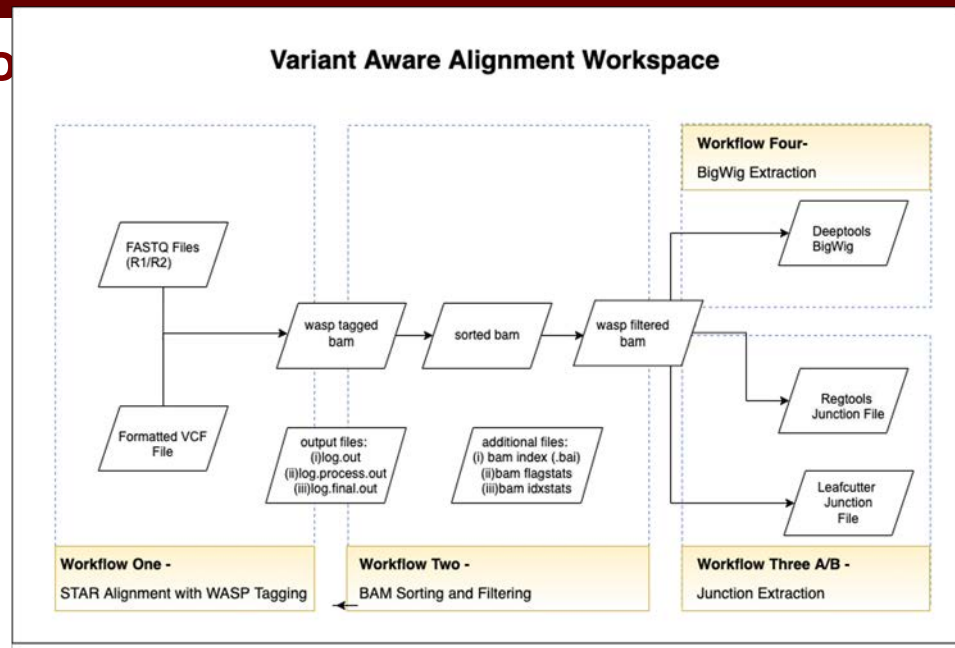 Variant Aware Alignment Workspace
Workflow Four-
BigWig Extraction
FASTQ Files
(R1/R2)
Deeptools
BigWig
wasp tagged
bam
sorted bam
wasp filtered
bam
Regtools
Junction File
Formatted VCF
File
output files:
(i)log.out
(ii)log.process.out
(iii)log.final.out
additional files:
(i) bam index (.bai)
(ii)bam flagstats
(iii)bam idxstats
Leafcutter
Junction
File
Workflow One -
STAR Alignment with WASP Tagging
Workflow Two -
BAM Sorting and Filtering
Workflow Three A/B -
Junction Extraction